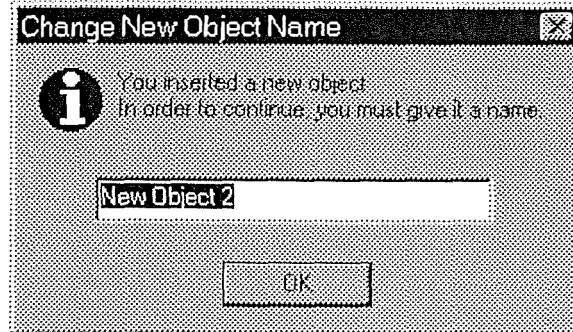 Change New Object Name
You inserted a new object.
In order to continue, you must give it a name.
New Object 2
OK